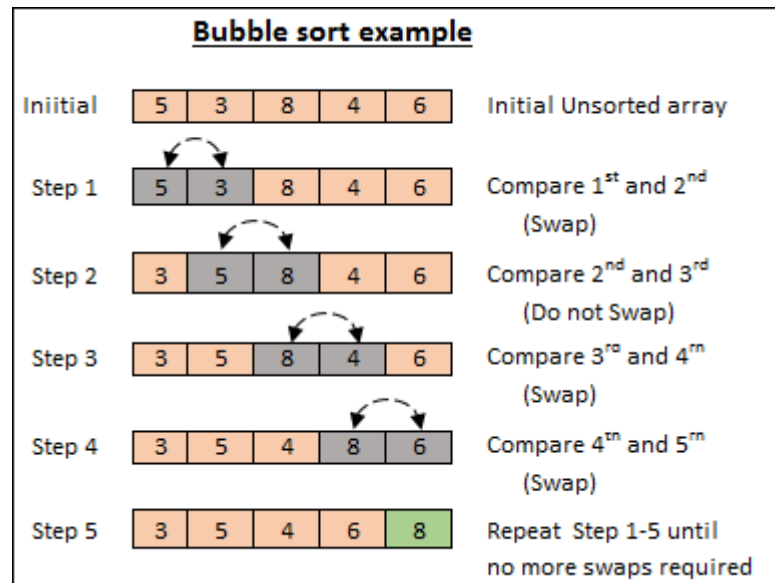 Bubble sort example
Iniitial 5 3 8 4 6 Initial Unsorted array
Step 1 5 3 8 4 6 Compare 1st and 2nd
(Swap)
Step 2 3 5 8 4 6 Compare 2nd and 3rd
(Do not Swap)
Step 3 3 5 8 4 6 Compare 3rd and 4th
(Swap)
Step 4 3 5 4 8 6 Compare 4th and 5th
(Swap)
Step 5 3 5 4 6 8 Repeat Step 1-5 until
no more swaps required